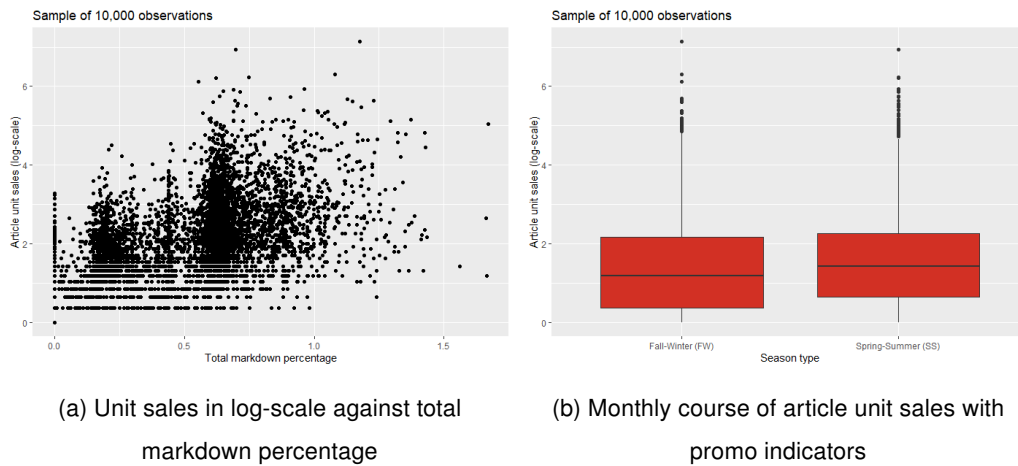 Sample of 10,000 observations
Article unit sales (log-scale)
6
4
2
0
0.0
0.5
1.0
1.5
Total markdown percentage
(a) Unit sales in log-scale against total
markdown percentage
Sample of 10,000 observations
Article unit sales (log-scale)
6
4
2
0
Fall-Winter (FW)
Spring-Summer (SS)
Season type
(b) Monthly course of article unit sales with
promo indicators